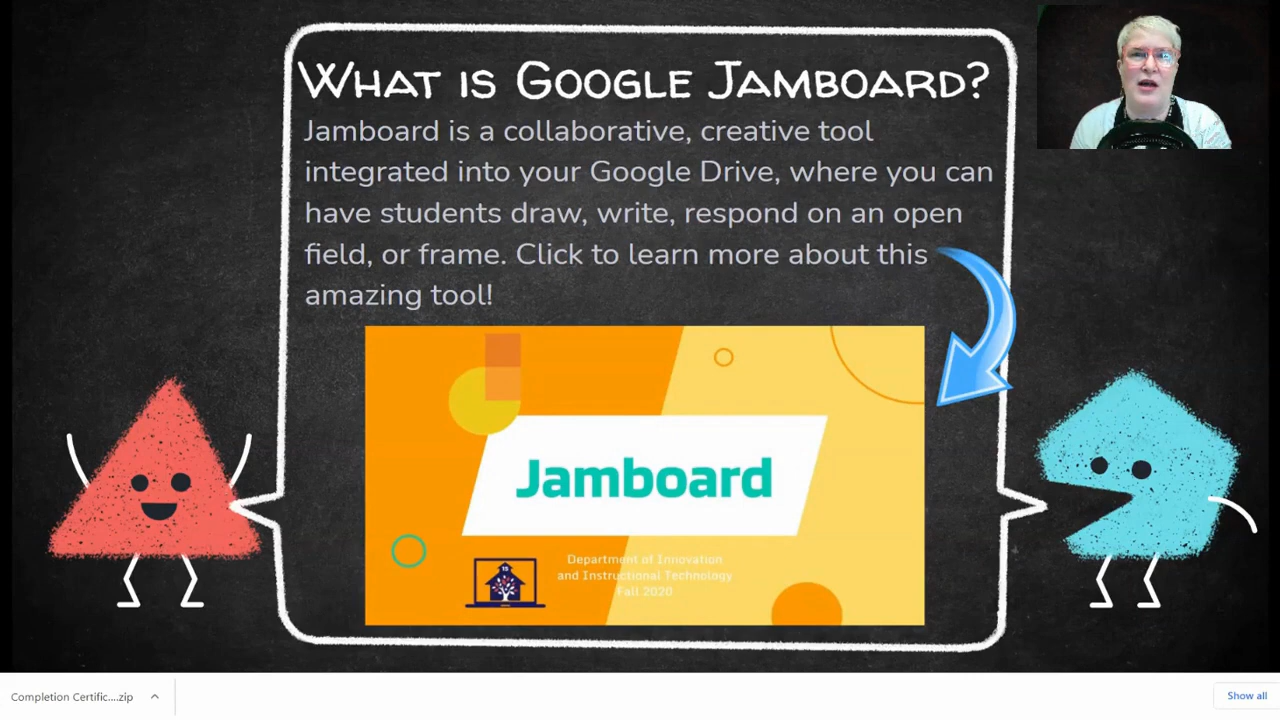 What is Google Jamboard?
Jamboard is a collaborative, creative tool
integrated into your Google Drive, where you can
have students draw, write, respond on an open
field, or frame. Click to learn more about this
amazing tool!
Jamboard
15
Department of Innovation
and Instructional Technology
Fall 2020
Completion Certific....zip
Show all